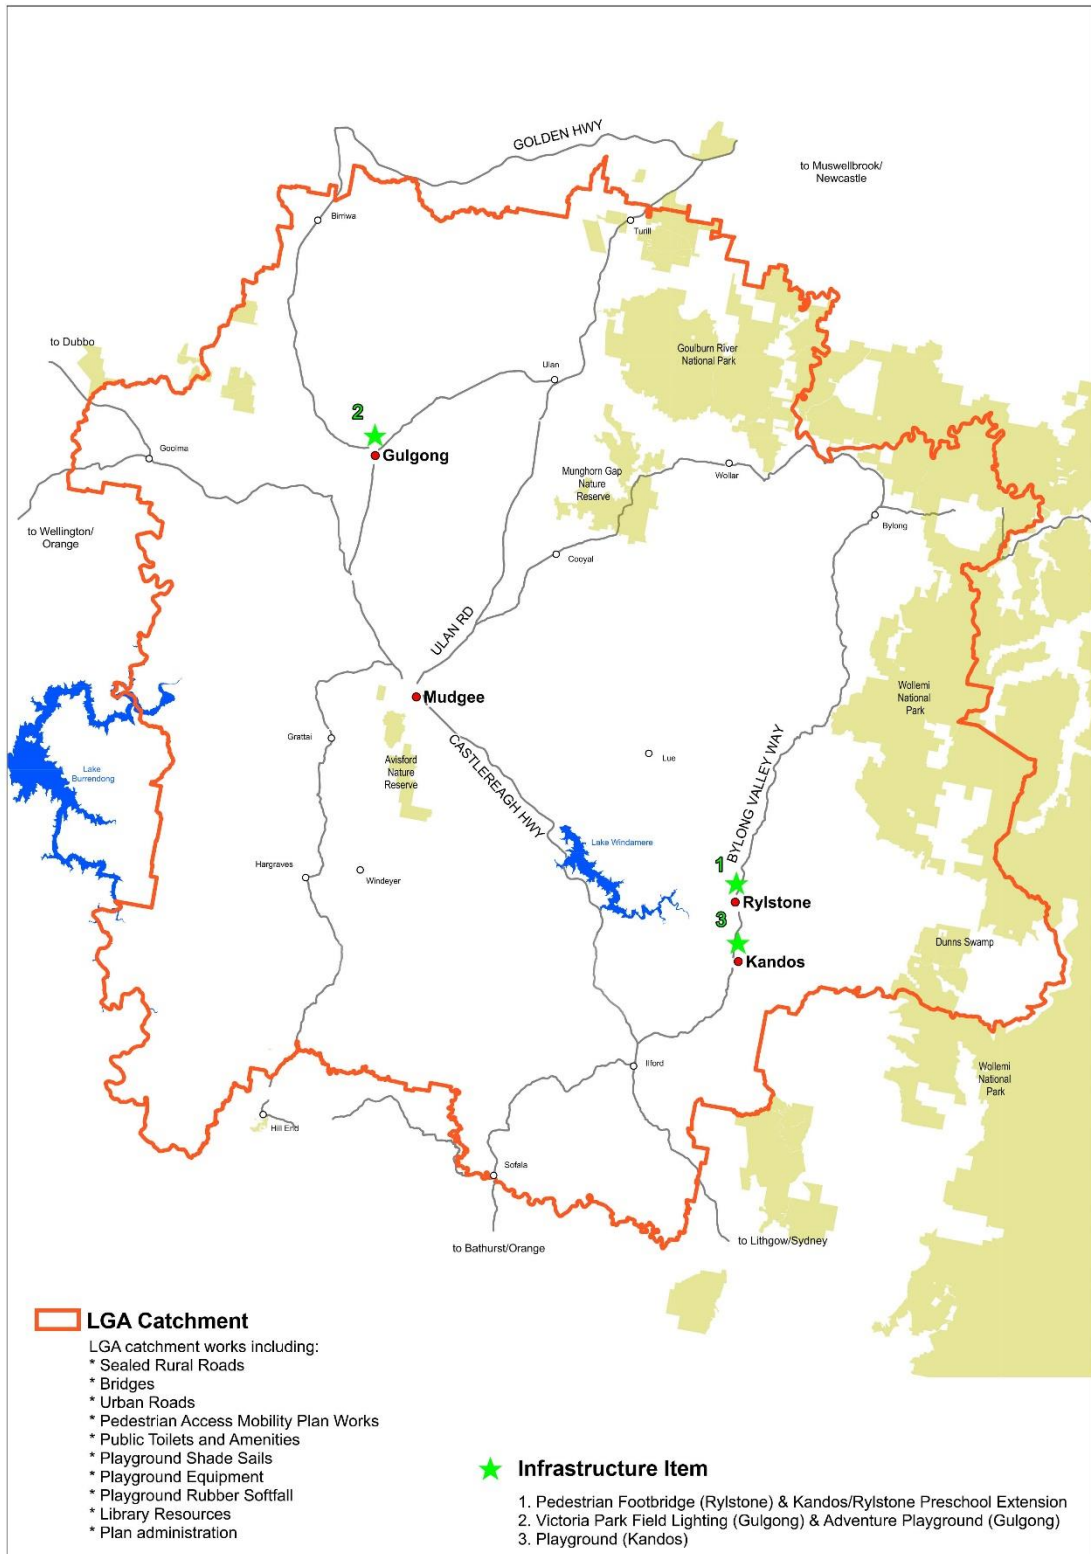 GOLDEN HWY
to Muswellbrook/
Newcastle
Birriwa
Turill
to Dubbo
Goulburn River
National Park
Ulan
2
Gulgong
Goolma
Munghorn Gap
Nature
Reserve
Wollar
to Wellington/
Orange
Bylong
Cooyal
ULAN RD
Wollemi
National
Park
Mudgee
Grattai
CASTLEREAGH HWY
Lue
BYLONG VALLEY WAY
Avisford
Nature
Reserve
Lake
Burrendong
Lake Windamere
Hargraves
Windeyer
1
Rylstone
3
Kandos
Dunns Swamp
Ilford
Wollemi
National
Park
Hill End
Sofala
to Bathurst/Orange
to Lithgow/Sydney
LGA Catchment
LGA catchment works including:
* Sealed Rural Roads
* Bridges
* Urban Roads
* Pedestrian Access Mobility Plan Works
* Public Toilets and Amenities
* Playground Shade Sails
* Playground Equipment
* Playground Rubber Softfall
* Library Resources
* Plan administration
Infrastructure Item
1. Pedestrian Footbridge (Rylstone) & Kandos/Rylstone Preschool Extension
2. Victoria Park Field Lighting (Gulgong) & Adventure Playground (Gulgong)
3. Playground (Kandos)